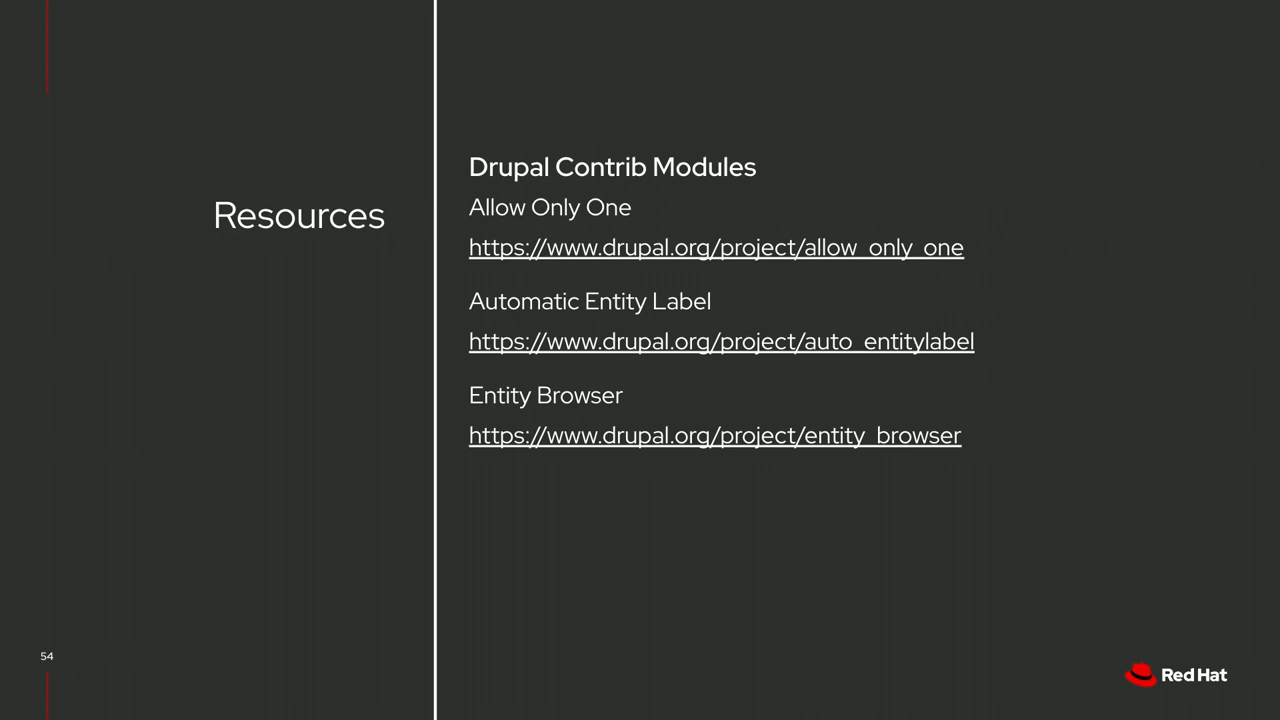 Resources
Drupal Contrib Modules
Allow Only One
https://www.drupal.org/project/allow_only_one
Automatic Entity Label
https://www.drupal.org/project/auto_entitylabel
Entity Browser
https://www.drupal.org/project/entity_browser
54
Red Hat